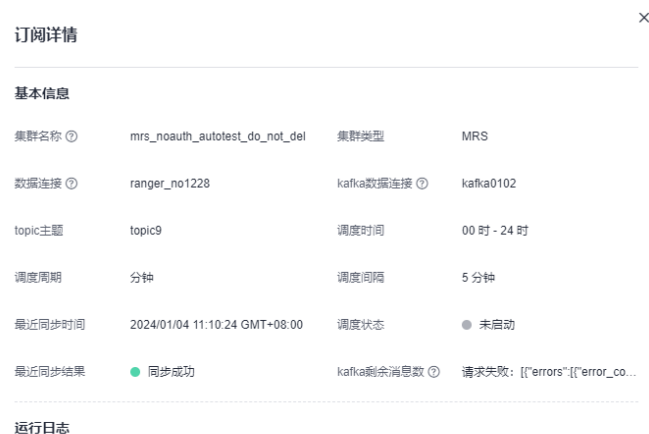 订阅详情
基本信息
集群名称 mrs_noauth_autotest_do_not_del 集群类型 MRS
数据连接 ranger_no1228 kafka数据连接 kafka0102
topic主题 topic9 调度时间 00 时 - 24 时
调度周期 分钟 调度间隔 5 分钟
最近同步时间 2024/01/04 11:10:24 GMT+08:00 调度状态 未启动
最近同步结果 同步成功 kafka剩余消息数 请求失败：[{"errors":[{"error_co...
运行日志